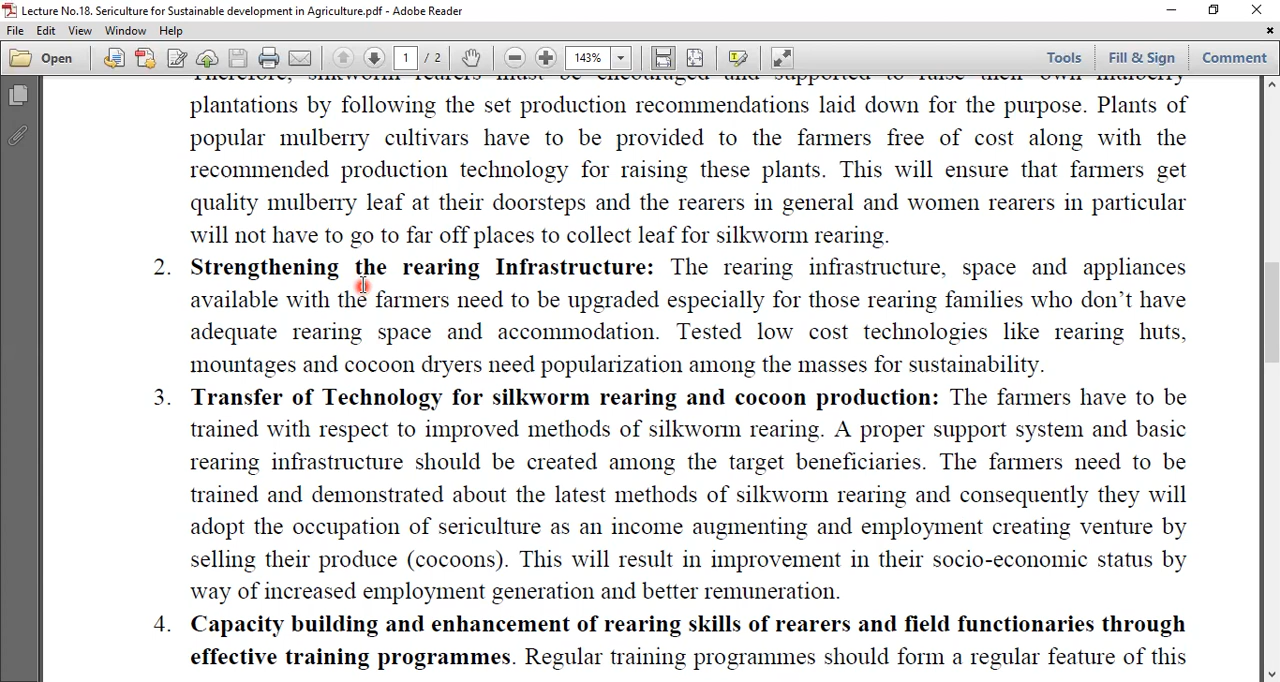 Lecture No.18. Sericulture for Sustainable development in Agriculture.pdf - Adobe Reader
File Edit View Window Help
Open 1 / 2 143% Tools Fill & Sign Comment
Therefore, silkworm rearers must be encouraged and supported to raise their own mulberry
plantations by following the set production recommendations laid down for the purpose. Plants of
popular mulberry cultivars have to be provided to the farmers free of cost along with the
recommended production technology for raising these plants. This will ensure that farmers get
quality mulberry leaf at their doorsteps and the rearers in general and women rearers in particular
will not have to go to far off places to collect leaf for silkworm rearing.
2. Strengthening the rearing Infrastructure: The rearing infrastructure, space and appliances
available with the farmers need to be upgraded especially for those rearing families who don't have
adequate rearing space and accommodation. Tested low cost technologies like rearing huts,
mountages and cocoon dryers need popularization among the masses for sustainability.
3. Transfer of Technology for silkworm rearing and cocoon production: The farmers have to be
trained with respect to improved methods of silkworm rearing. A proper support system and basic
rearing infrastructure should be created among the target beneficiaries. The farmers need to be
trained and demonstrated about the latest methods of silkworm rearing and consequently they will
adopt the occupation of sericulture as an income augmenting and employment creating venture by
selling their produce (cocoons). This will result in improvement in their socio-economic status by
way of increased employment generation and better remuneration.
4. Capacity building and enhancement of rearing skills of rearers and field functionaries through
effective training programmes. Regular training programmes should form a regular feature of this